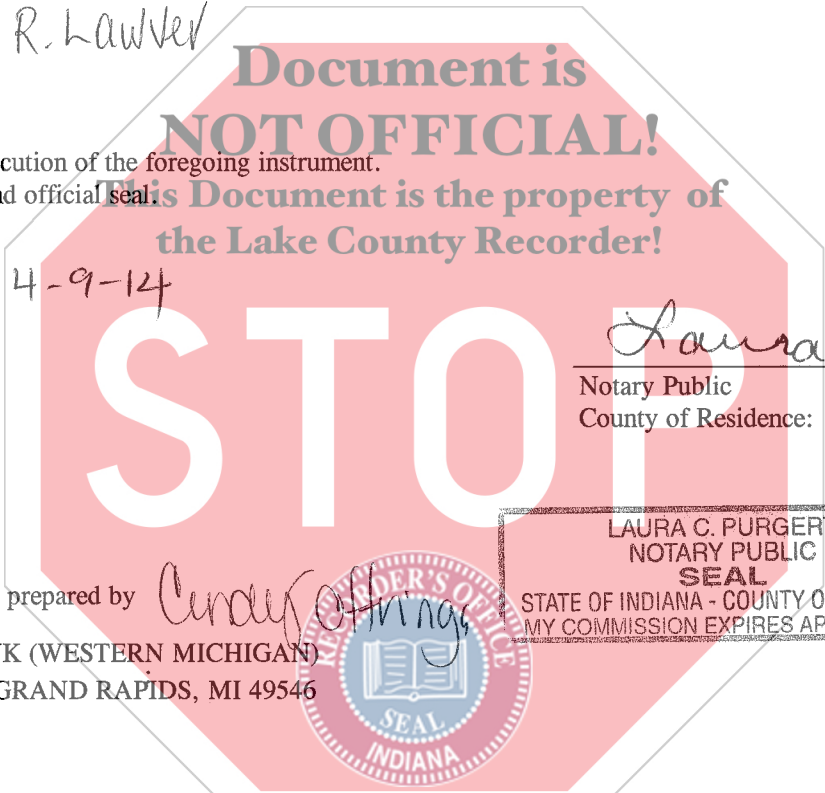 R. Lawver
Document is
NOT OFFICIAL!
cution of the foregoing instrument.
nd official seal.
This Document is the property of
the Lake County Recorder!
4-9-14
STOP
Laura
Notary Public
County of Residence:
LAURA C. PURGER
NOTARY PUBLIC
SEAL
STATE OF INDIANA - COUNTY O
MY COMMISSION EXPIRES AP
prepared by
K (WESTERN MICHIGAN)
GRAND RAPIDS, MI 49546
RECORDER'S OFFICE
SEAL
INDIANA